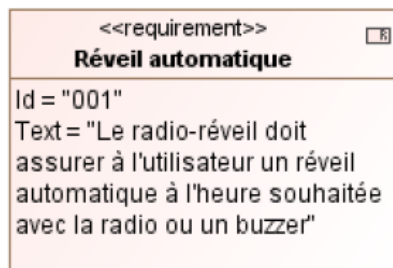 <<requirement>>
Réveil automatique
Id = "001"
Text = "Le radio-réveil doit
assurer à l'utilisateur un réveil
automatique à l'heure souhaitée
avec la radio ou un buzzer"